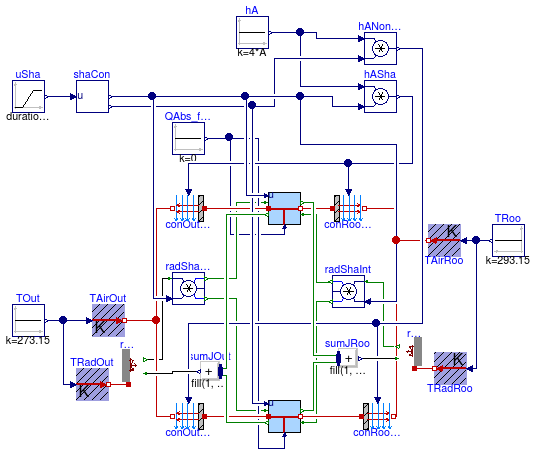 hA
k=4*A
hANon...
uSha
duratio...
shaCon
u
hASha
QAbs_f...
k=0
u
conOut...
conRoo...
TRoo
k=293.15
K
TAirRoo
radSha...
radShaInt
TOut
k=273.15
TAirOut
K
TRadOut
K
r...
sumJOut
+
fill(1, ...
sumJRoo
+
fill(1, ...
r...
K
TRadRoo
u
conOut...
conRoo...